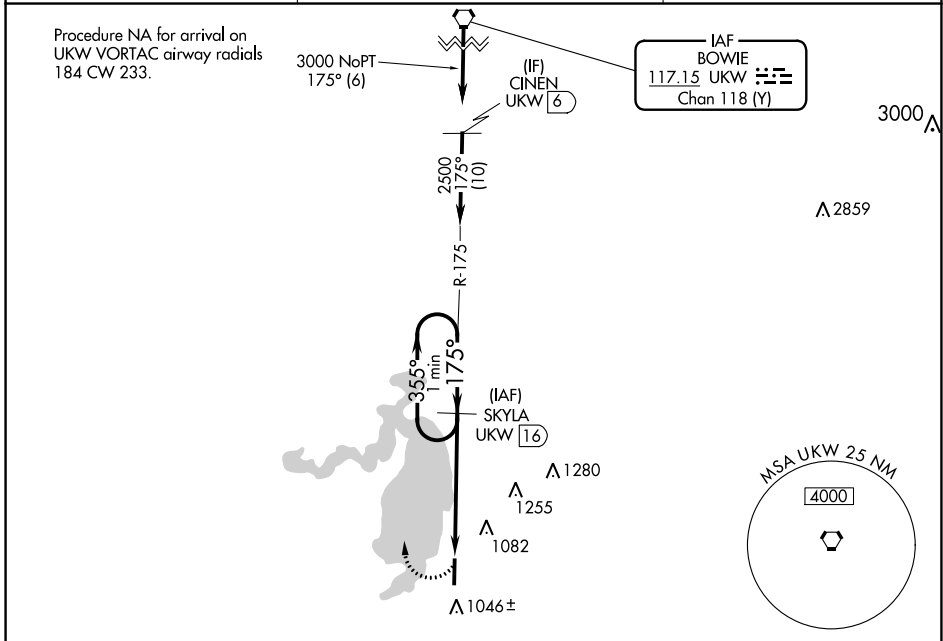 Procedure NA for arrival on
UKW VORTAC airway radials
184 CW 233.
3000 NoPT
175° (6)
(IF)
CINEN
UKW 6
IAF
BOWIE
117.15 UKW
Chan 118 (Y)
3000
2859
2500
175°
(10)
R-175
355°
1 min
175°
(IAF)
SKYLA
UKW 16
1280
1255
1082
1046±
MSA UKW 25 NM
4000